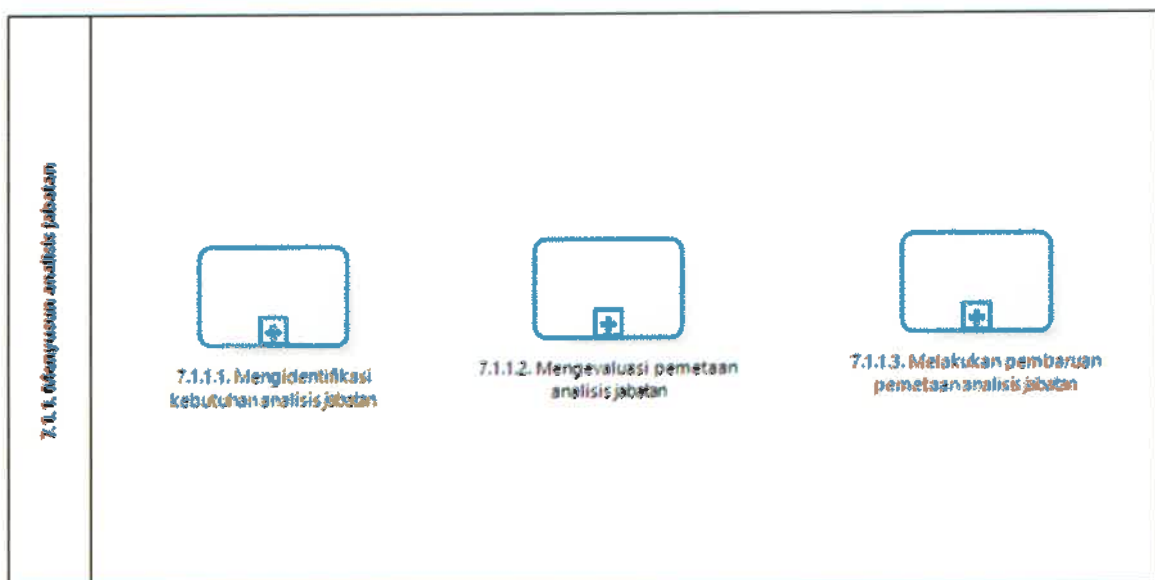 7.1.1. Menyusun analisis jabatan
7.1.1.1. Mengidentifikasi
kebutuhan analisis jabatan
7.1.1.2. Mengevaluasi pemetaan
analisis jabatan
7.1.1.3. Melakukan pembaruan
pemetaan analisis jabatan